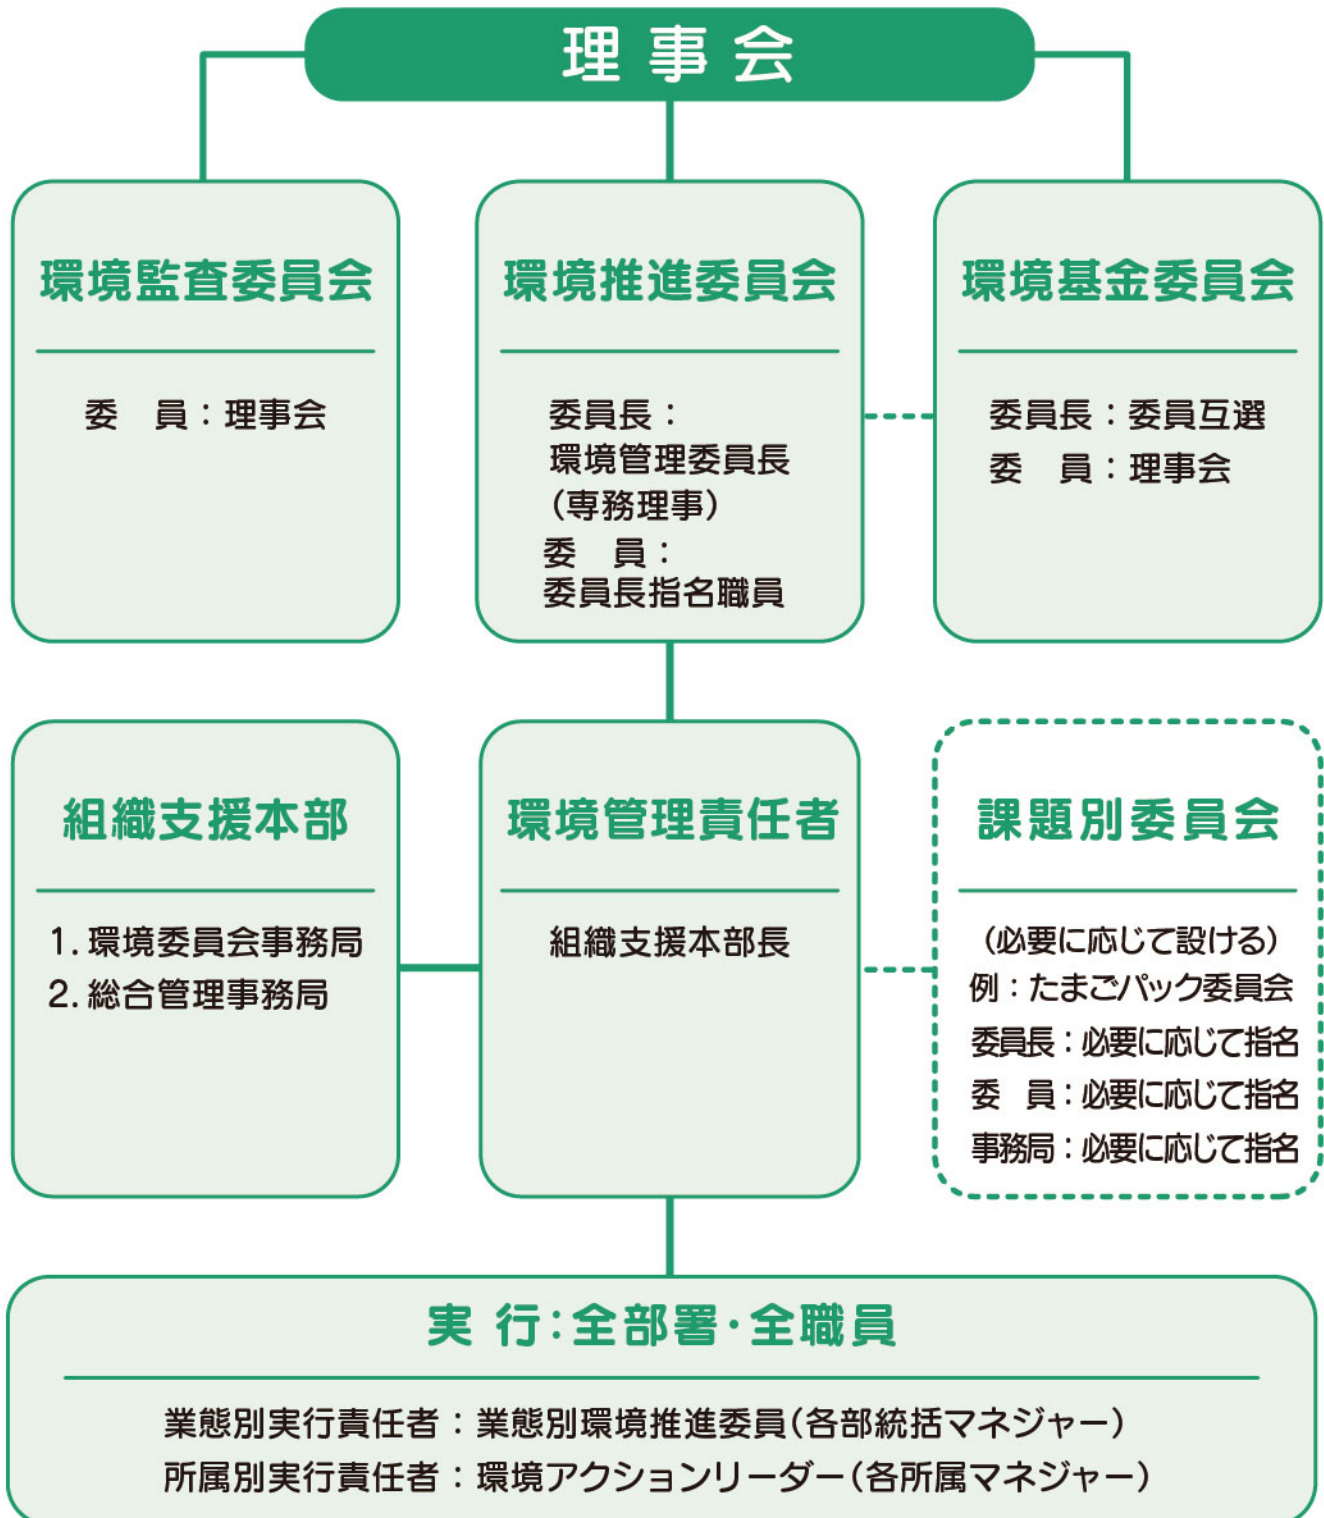 理事会
環境監査委員会
委　員：理事会
環境推進委員会
委員長：
環境管理委員長
（専務理事）
委　員：
委員長指名職員
環境基金委員会
委員長：委員互選
委　員：理事会
組織支援本部
1. 環境委員会事務局
2. 総合管理事務局
環境管理責任者
組織支援本部長
課題別委員会
（必要に応じて設ける）
例：たまごパック委員会
委員長：必要に応じて指名
委　員：必要に応じて指名
事務局：必要に応じて指名
実 行：全部署・全職員
業態別実行責任者：業態別環境推進委員（各部統括マネジャー）
所属別実行責任者：環境アクションリーダー（各所属マネジャー）